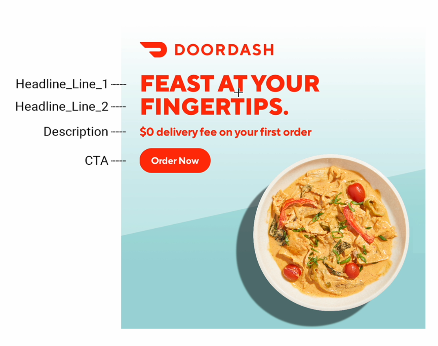 DOORDASH
Headline_Line_1 FEAST AT YOUR
Headline_Line_2 FINGERTIPS.
Description $0 delivery fee on your first order
CTA Order Now